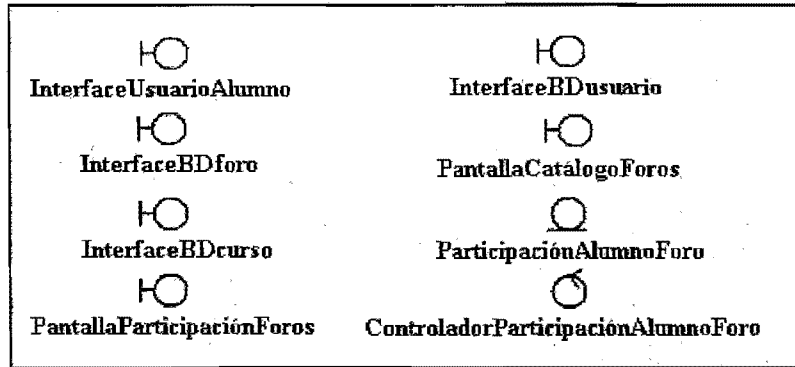 InterfaceUsuarioAlumno InterfaceBDusuario
InterfaceBDforo PantallaCatálogoForos
InterfaceBDcurso ParticipaciónAlumnoForo
PantallaParticipaciónForos ControladorParticipaciónAlumnoForo